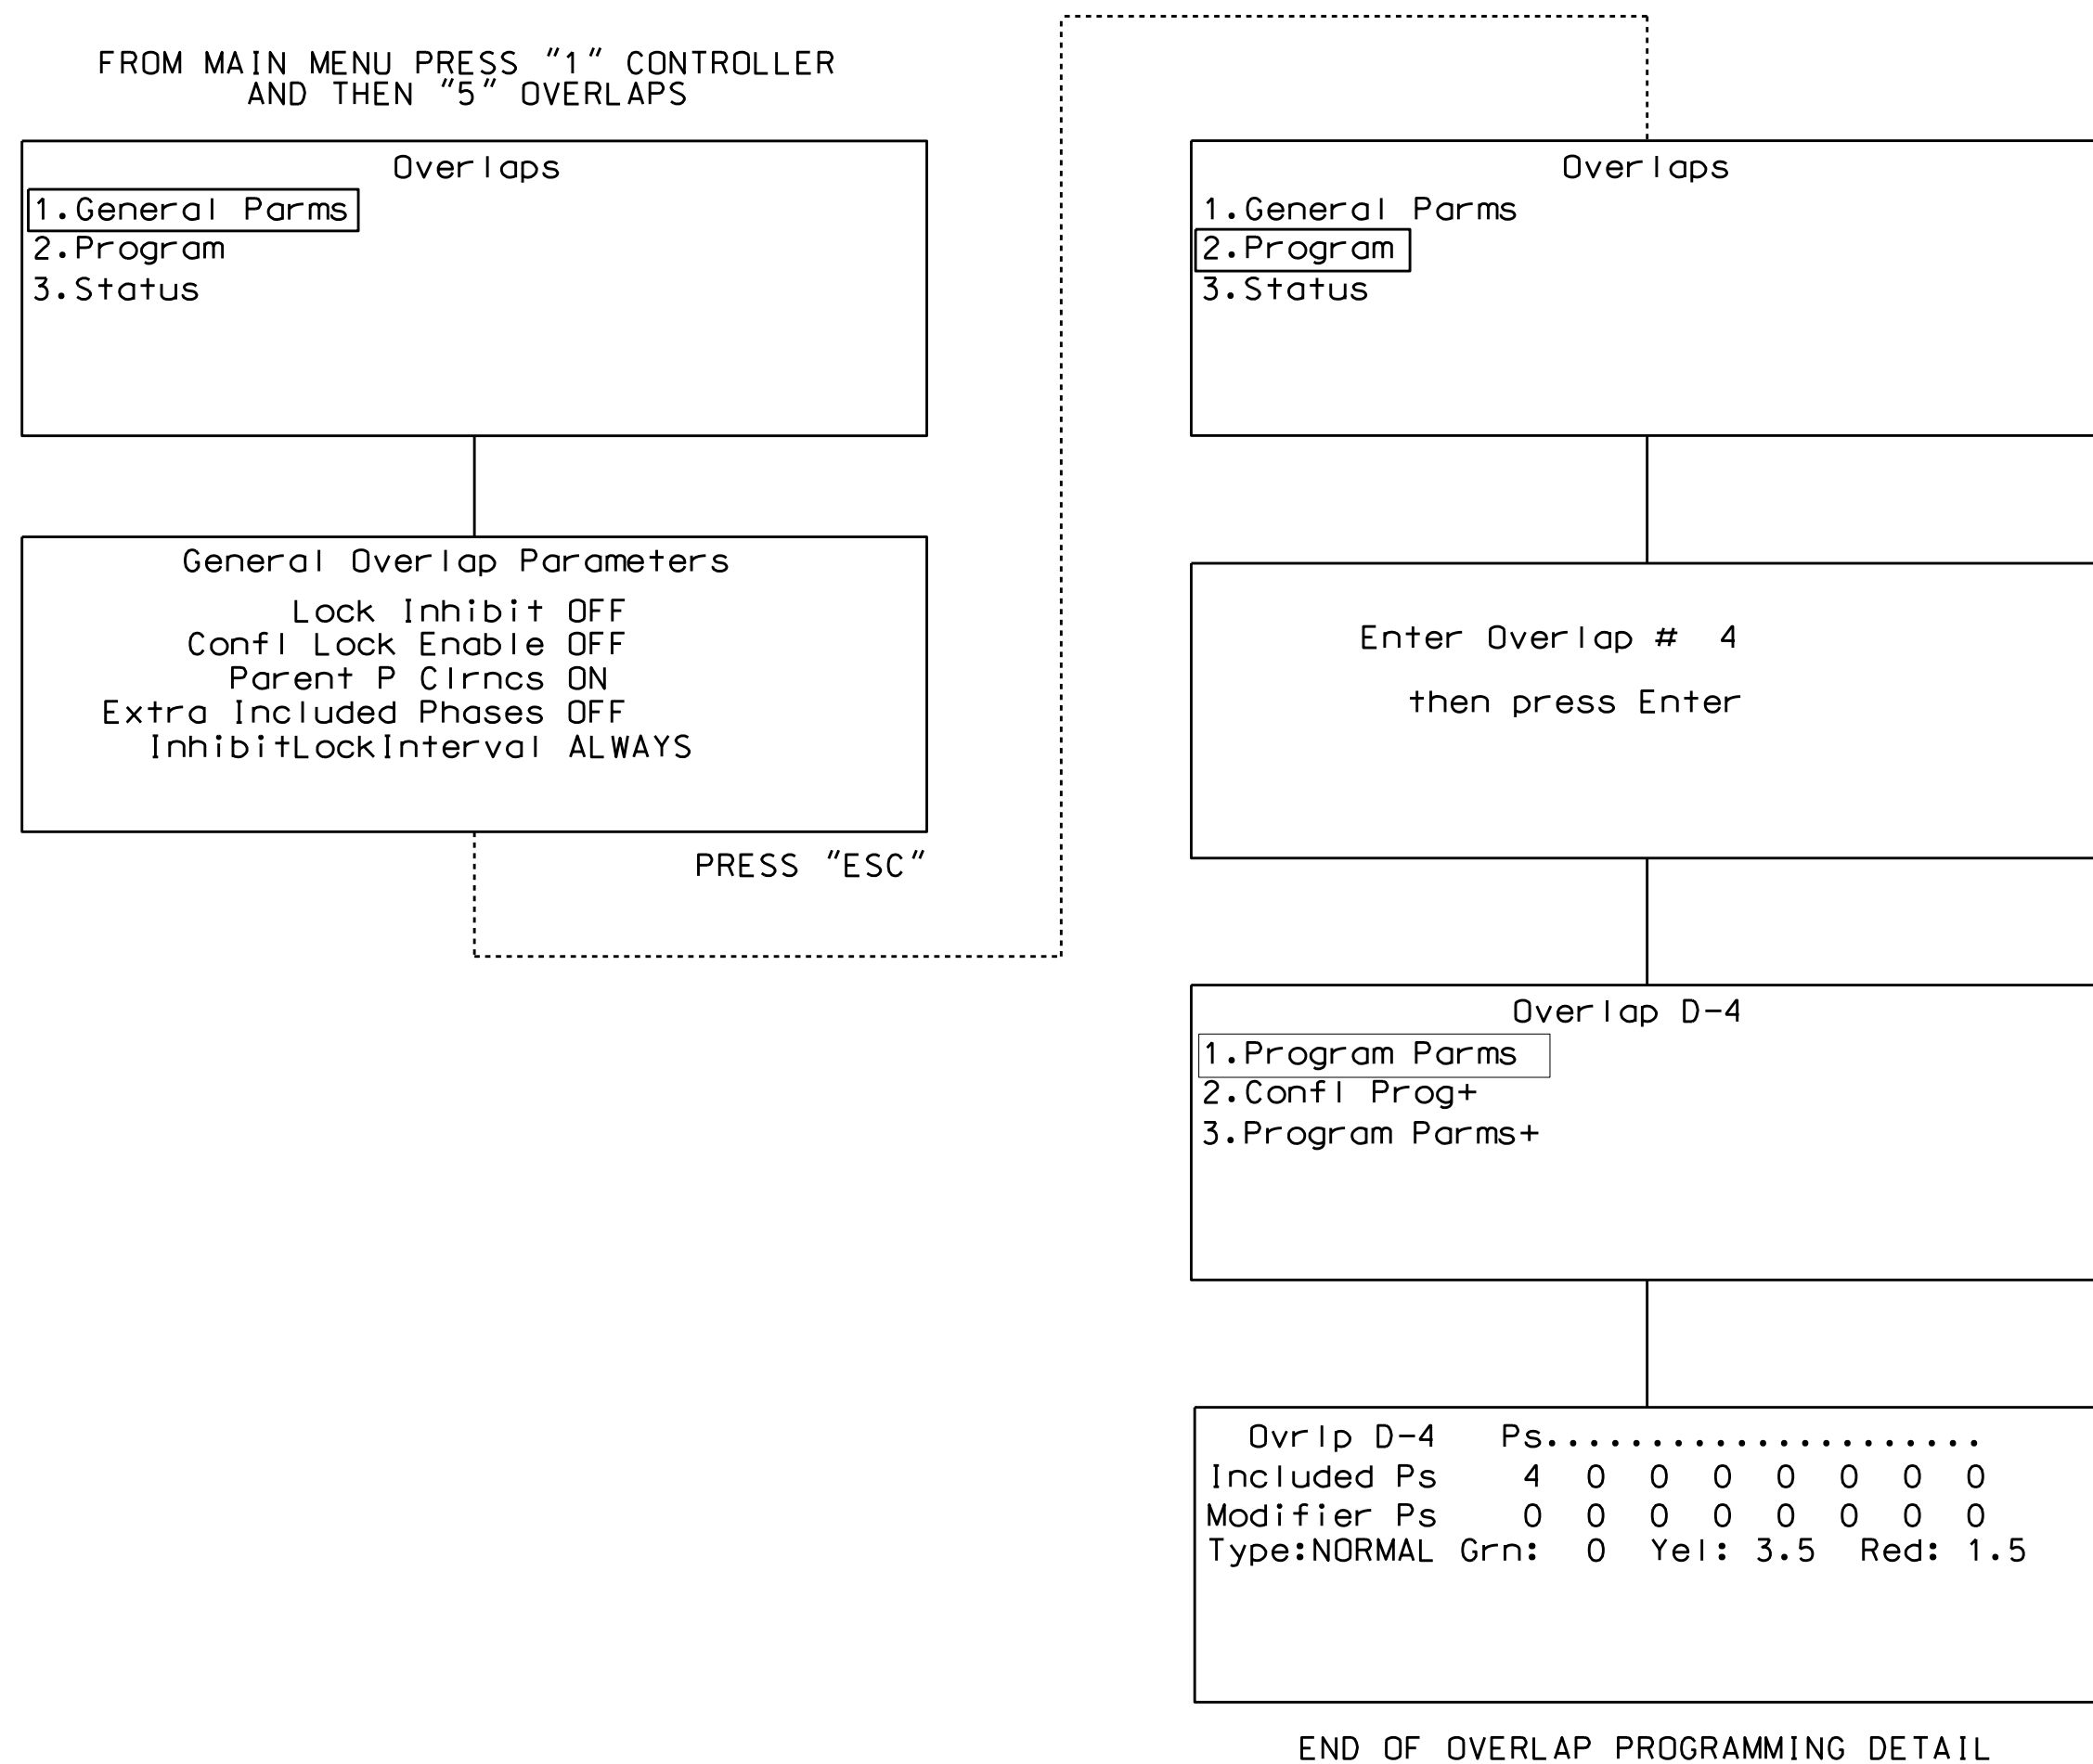 FROM MAIN MENU PRESS "1" CONTROLLER
AND THEN "5" OVERLAPS
Overlaps
1.General Parms
2.Program
3.Status
General Overlap Parameters
Lock Inhibit OFF
Confl Lock Enable OFF
Parent P Clrncs ON
Extra Included Phases OFF
InhibitLockInterval ALWAYS
PRESS "ESC"
Overlaps
1.General Parms
2.Program
3.Status
Enter Overlap # 4
then press Enter
Overlap D-4
1.Program Parms
2.Confl Prog+
3.Program Parms+
Ovrlp D-4 Ps.....................
Included Ps 4 0 0 0 0 0 0 0
Modifier Ps 0 0 0 0 0 0 0 0
Type:NORMAL Grn: 0 Yel: 3.5 Red: 1.5
END OF OVERLAP PROGRAMMING DETAIL